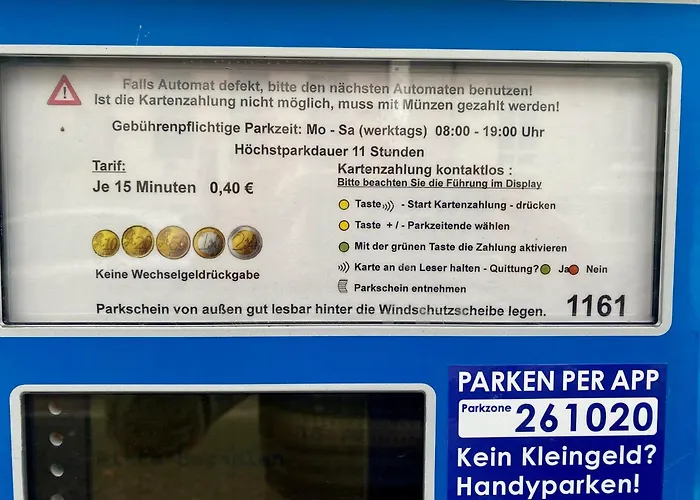 Falls Automat defekt, bitte den nächsten Automaten benutzen!
Ist die Kartenzahlung nicht möglich, muss mit Münzen gezahlt werden!
Gebührenpflichtige Parkzeit: Mo - Sa (werktags) 08:00 - 19:00 Uhr
Höchstparkdauer 11 Stunden
Tarif:
Je 15 Minuten 0,40 €
Keine Wechselgeldrückgabe
Kartenzahlung kontaktlos :
Bitte beachten Sie die Führung im Display
Taste - Start Kartenzahlung - drücken
Taste + / - Parkzeitende wählen
Mit der grünen Taste die Zahlung aktivieren
Karte an den Leser halten - Quittung? Ja Nein
Parkschein entnehmen
Parkschein von außen gut lesbar hinter die Windschutzscheibe legen. 1161
PARKEN PER APP
Parkzone 261020
Kein Kleingeld?
Handyparken!